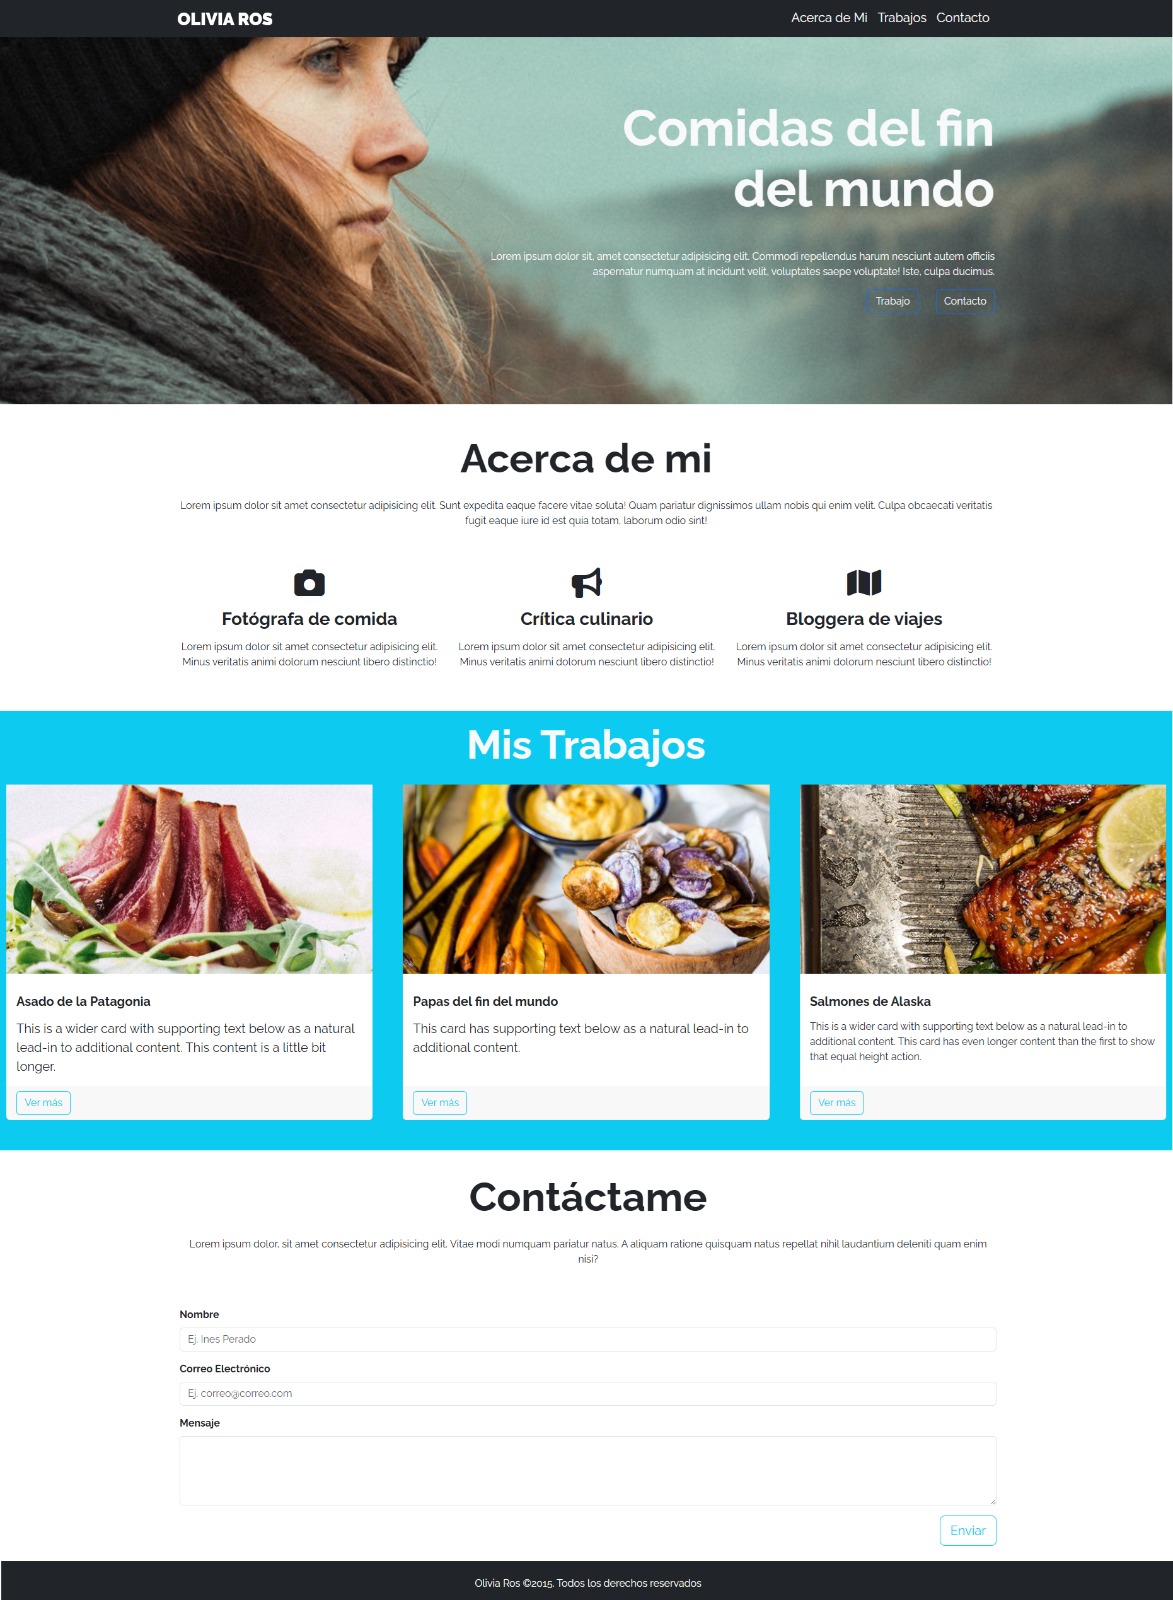 OLIVIA ROS
Acerca de Mi Trabajos Contacto
Comidas del fin
del mundo
Lorem ipsum dolor sit, amet consectetur adipisicing elit. Commodi repellendus harum nesciunt autem officiis
aspernatur numquam at incidunt velit, voluptates saepe voluptate! Iste, culpa ducimus.
Trabajo Contacto
Acerca de mi
Lorem ipsum dolor sit amet consectetur adipisicing elit. Sunt expedita eaque facere vitae soluta! Quam pariatur dignissimos ullam nobis qui enim velit. Culpa obcaecati veritatis
fugit eaque iure id est quia totam, laborum odio sint!
Fotógrafa de comida
Lorem ipsum dolor sit amet consectetur adipisicing elit.
Minus veritatis animi dolorum nesciunt libero distinctio!
Crítica culinario
Lorem ipsum dolor sit amet consectetur adipisicing elit.
Minus veritatis animi dolorum nesciunt libero distinctio!
Bloggera de viajes
Lorem ipsum dolor sit amet consectetur adipisicing elit.
Minus veritatis animi dolorum nesciunt libero distinctio!
Mis Trabajos
Asado de la Patagonia
This is a wider card with supporting text below as a natural
lead-in to additional content. This content is a little bit
longer.
Ver más
Papas del fin del mundo
This card has supporting text below as a natural lead-in to
additional content.
Ver más
Salmones de Alaska
This is a wider card with supporting text below as a natural lead-in to
additional content. This card has even longer content than the first to show
that equal height action.
Ver más
Contáctame
Lorem ipsum dolor, sit amet consectetur adipisicing elit. Vitae modi numquam pariatur natus. A aliquam ratione quisquam natus repellat nihil laudantium deleniti quam enim
nisi?
Nombre
Ej. Ines Perado
Correo Electrónico
Ej. correo@correo.com
Mensaje
Enviar
Olivia Ros ©2015. Todos los derechos reservados